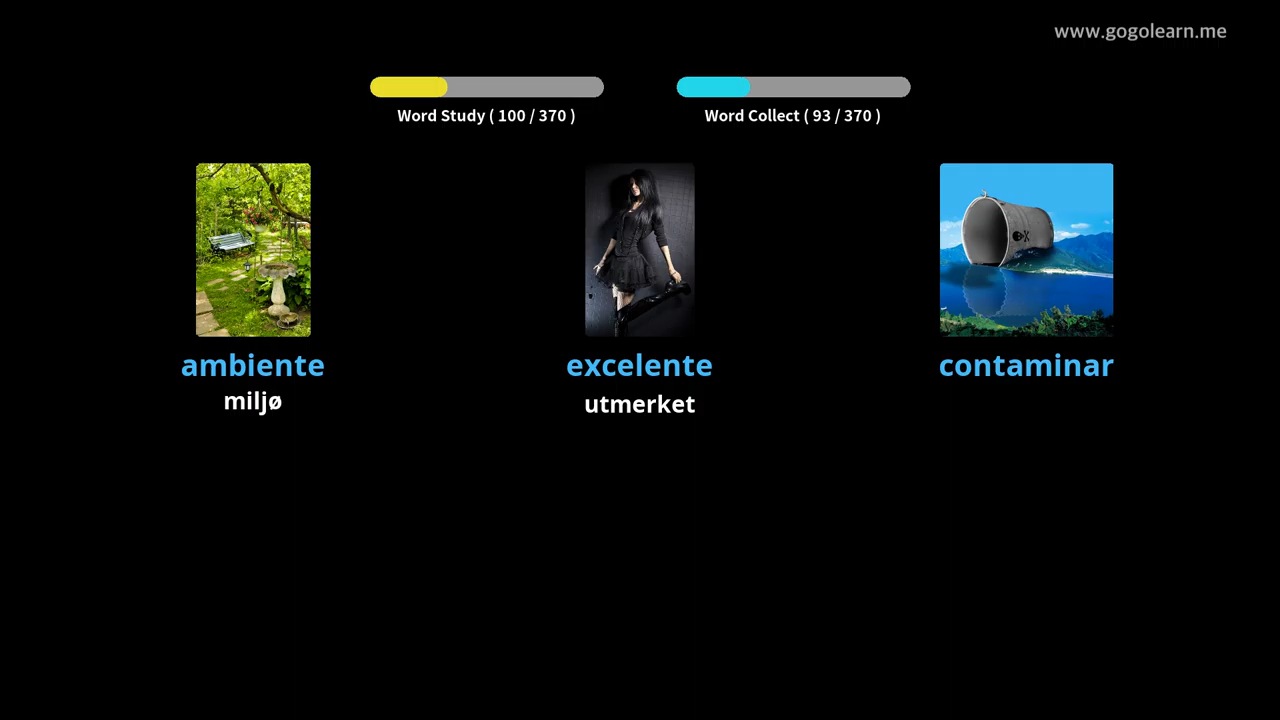 www.gogolearn.me
Word Study ( 100 / 370 )
Word Collect ( 93 / 370 )
ambiente
miljø
excelente
utmerket
contaminar